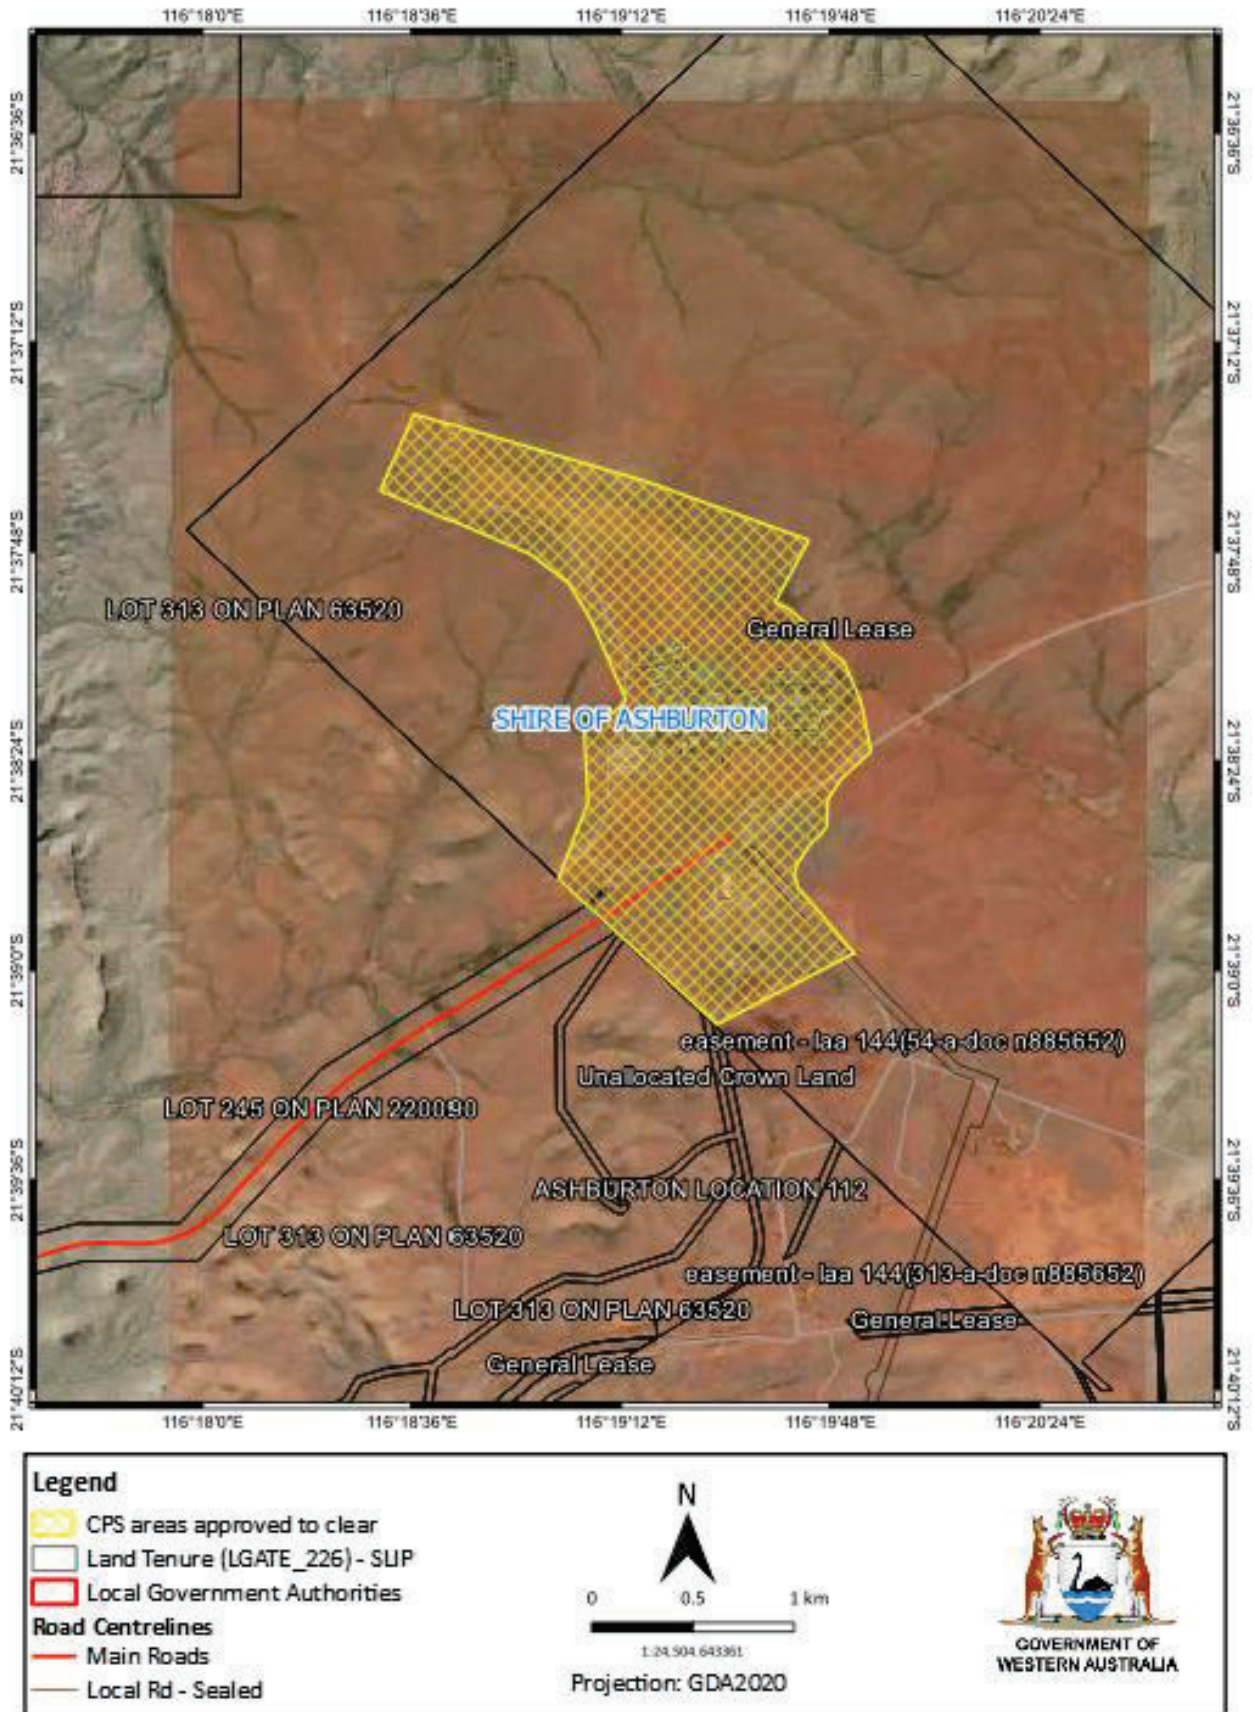 116°18'0"E
116°18'36"E
116°19'12"E
116°19'48"E
116°20'24"E
21°36'36"S
21°36'36"S
21°37'12"S
21°37'12"S
21°37'48"S
21°37'48"S
LOT 313 ON PLAN 63520
General Lease
SHIRE OF ASHBURTON
21°38'24"S
21°38'24"S
21°39'0"S
21°39'0"S
easement - laa 144(54-a-doc n885652)
Unallocated Crown Land
LOT 245 ON PLAN 220090
21°39'36"S
21°39'36"S
ASHBURTON LOCATION 112
LOT 313 ON PLAN 63520
easement - laa 144(313-a-doc n885652)
LOT 313 ON PLAN 63520
General Lease
General Lease
21°40'12"S
21°40'12"S
116°18'0"E
116°18'36"E
116°19'12"E
116°19'48"E
116°20'24"E
Legend
CPS areas approved to clear
Land Tenure (LGATE_226) - SLIP
Local Government Authorities
Road Centrelines
Main Roads
Local Rd - Sealed
N
0 0.5 1 km
1:24,504.643361
Projection: GDA2020
GOVERNMENT OF
WESTERN AUSTRALIA